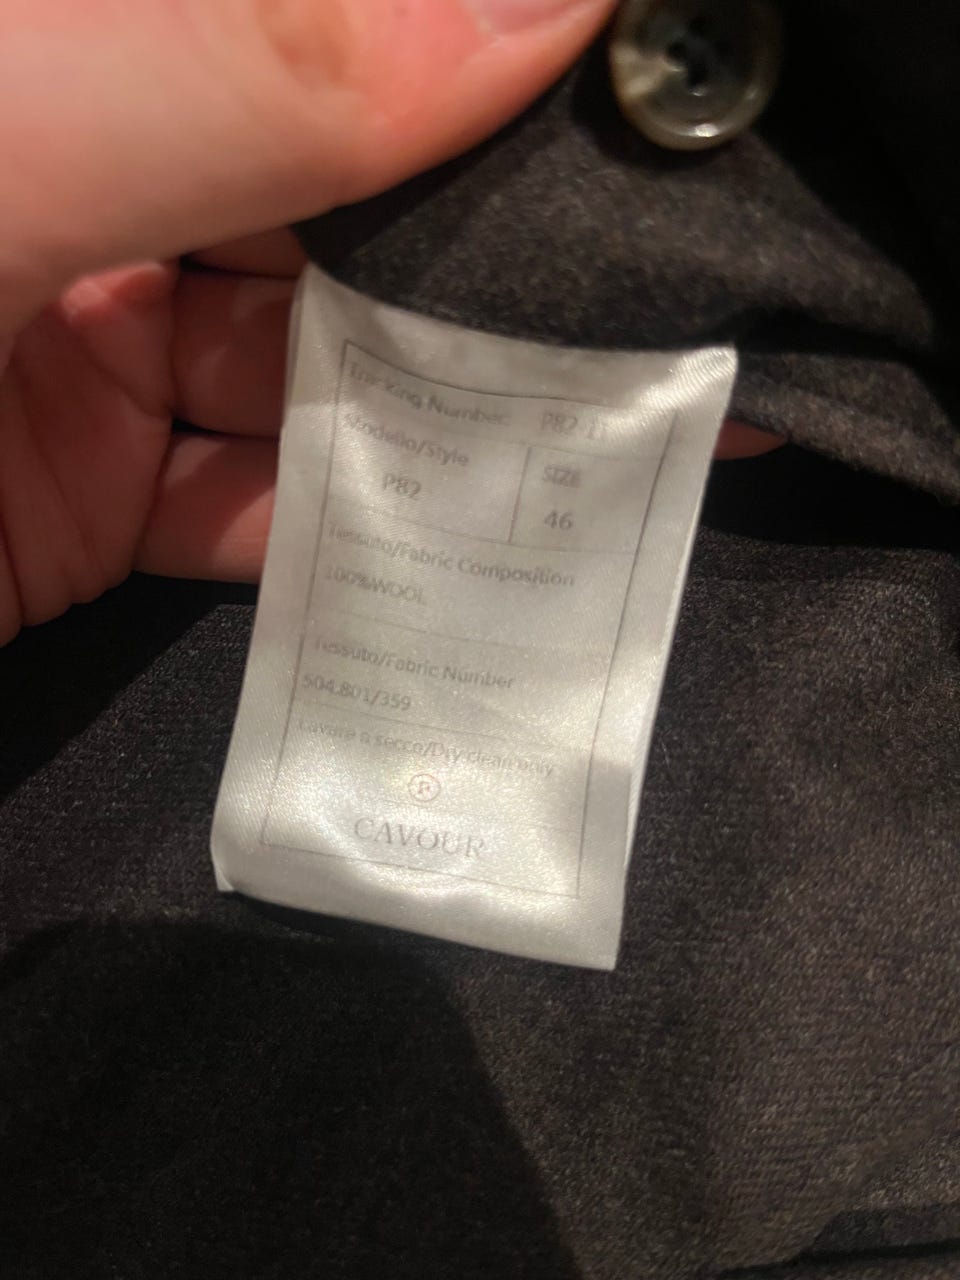 Tracking Number: P82-11
Modello/Style
SIZE
P82
46
Tessuto/Fabric Composition
100%WOOL
Tessuto/Fabric Number
504.801/359
Lavare a secco/Dry clean only
P
CAVOUR